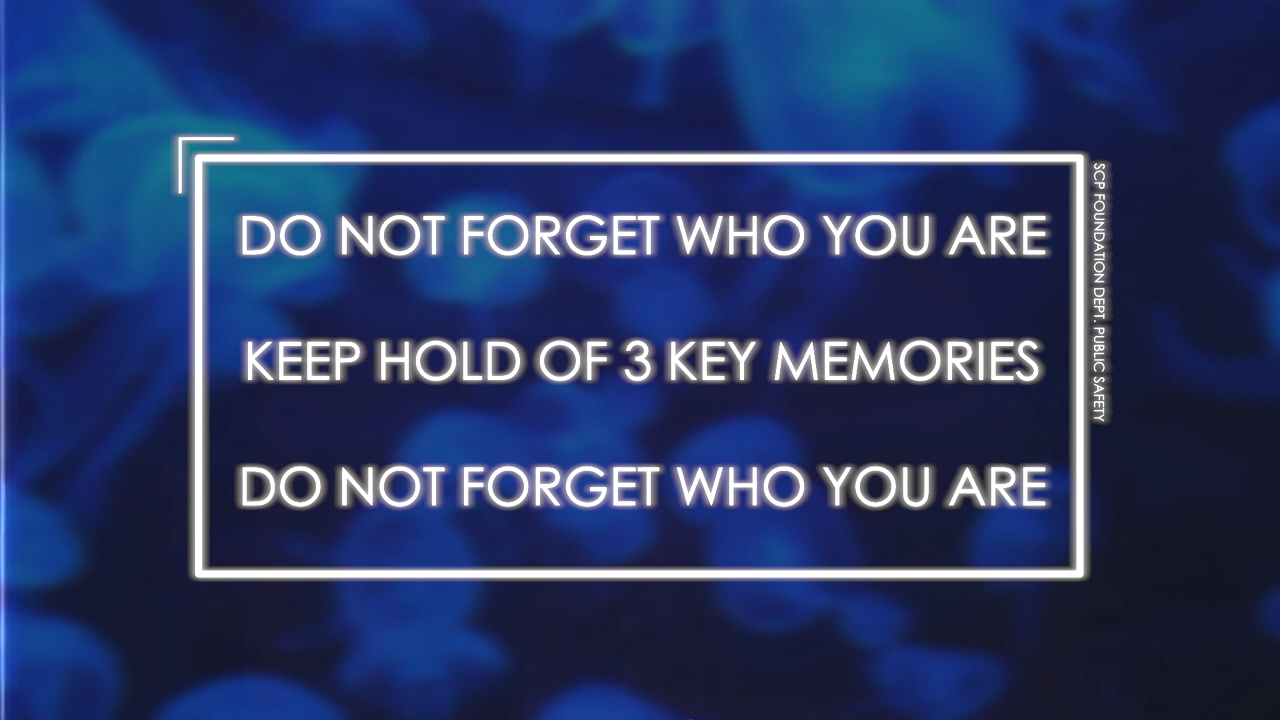 DO NOT FORGET WHO YOU ARE
KEEP HOLD OF 3 KEY MEMORIES
DO NOT FORGET WHO YOU ARE
SCP FOUNDATION DEPT. PUBLIC SAFETY